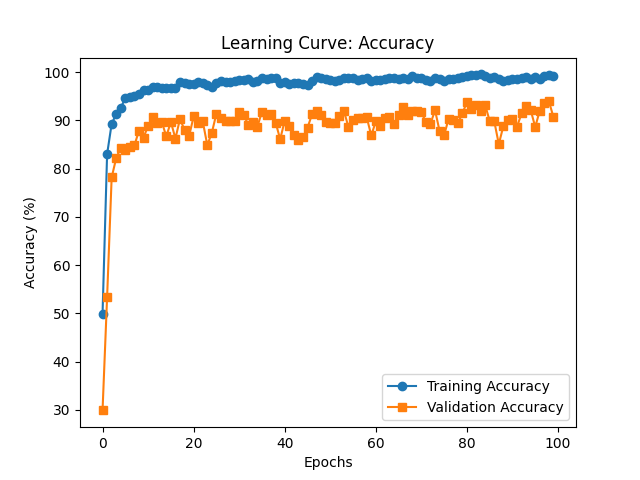 Learning Curve: Accuracy
100
90
80
70
60
50
40
30
Accuracy (%)
0 20 40 60 80 100
Epochs
Training Accuracy
Validation Accuracy